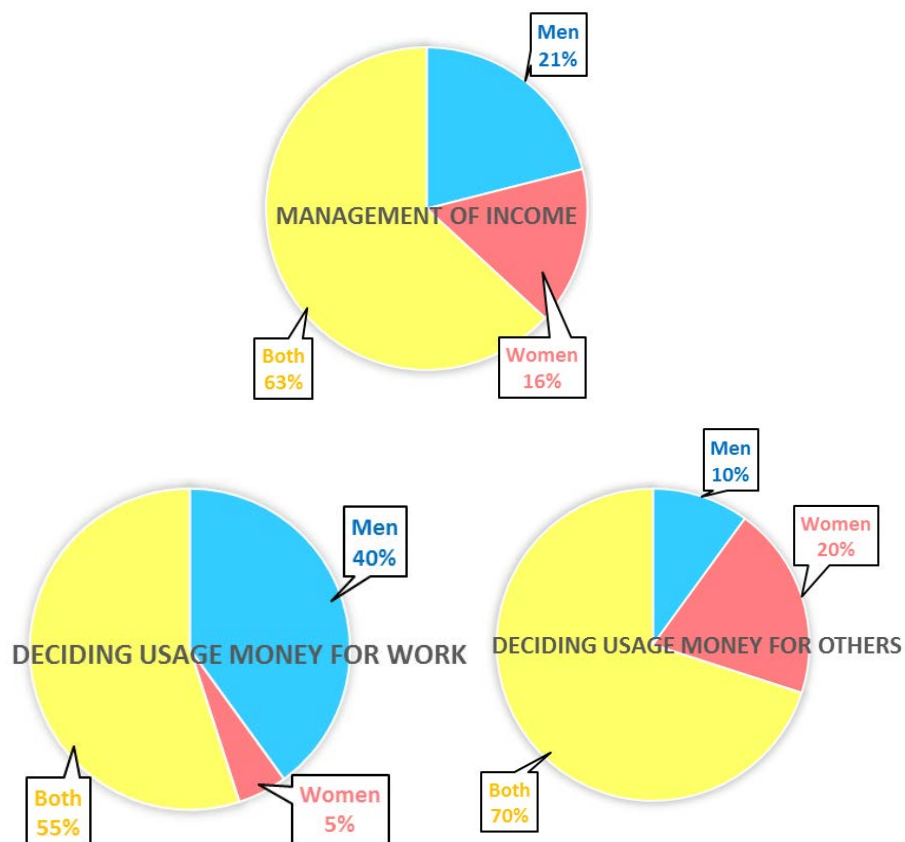 Men
21%
MANAGEMENT OF INCOME
Both
63%
Women
16%
Men
40%
DECIDING USAGE MONEY FOR WORK
Both
55%
Women
5%
Men
10%
Women
20%
DECIDING USAGE MONEY FOR OTHERS
Both
70%